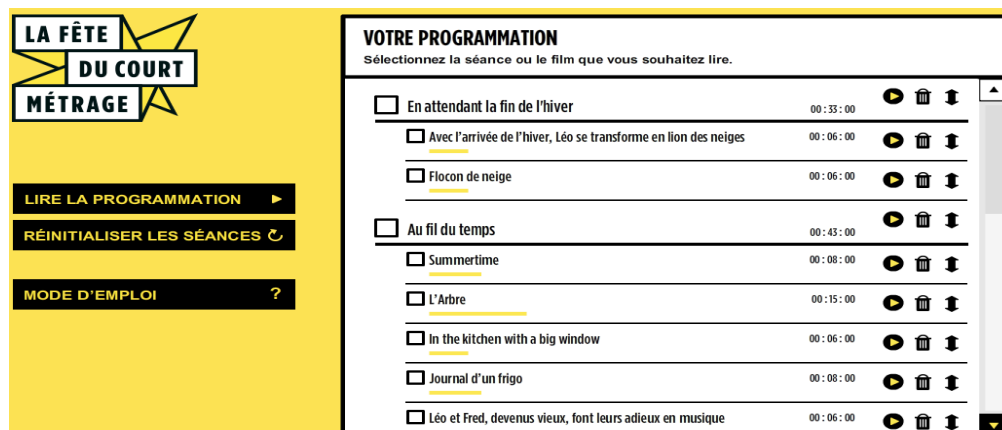 LA FÊTE
DU COURT
MÉTRAGE
LIRE LA PROGRAMMATION
RÉINITIALISER LES SÉANCES
MODE D'EMPLOI ?
VOTRE PROGRAMMATION
Sélectionnez la séance ou le film que vous souhaitez lire.
En attendant la fin de l'hiver 00:33:00
Avec l'arrivée de l'hiver, Léo se transforme en lion des neiges 00:06:00
Flocon de neige 00:06:00
Au fil du temps 00:43:00
Summertime 00:08:00
L'Arbre 00:15:00
In the kitchen with a big window 00:06:00
Journal d'un frigo 00:08:00
Léo et Fred, devenus vieux, font leurs adieux en musique 00:06:00